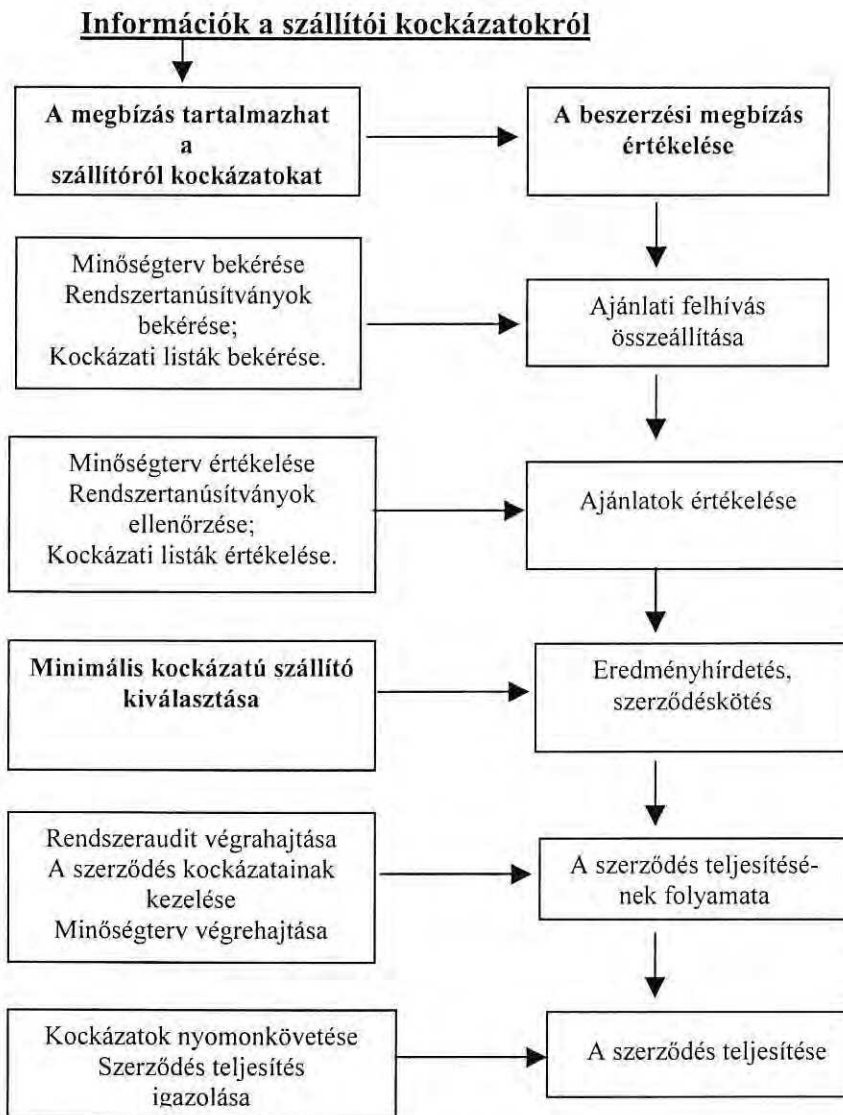 Információk a szállítói kockázatokról
A megbízás tartalmazhat
a
szállítóról kockázatokat
A beszerzési megbízás
értékelése
Minőségterv bekérése
Rendszertanúsítványok
bekérése;
Kockázati listák bekérése.
Ajánlati felhívás
összeállítása
Minőségterv értékelése
Rendszertanúsítványok
ellenőrzése;
Kockázati listák értékelése.
Ajánlatok értékelése
Minimális kockázatú szállító
kiválasztása
Eredményhírdetés,
szerződéskötés
Rendszeraudit végrahajtása
A szerződés kockázatainak
kezelése
Minőségterv végrehajtása
A szerződés teljesítésé-
nek folyamata
Kockázatok nyomonkövetése
Szerződés teljesítés
igazolása
A szerződés teljesítése